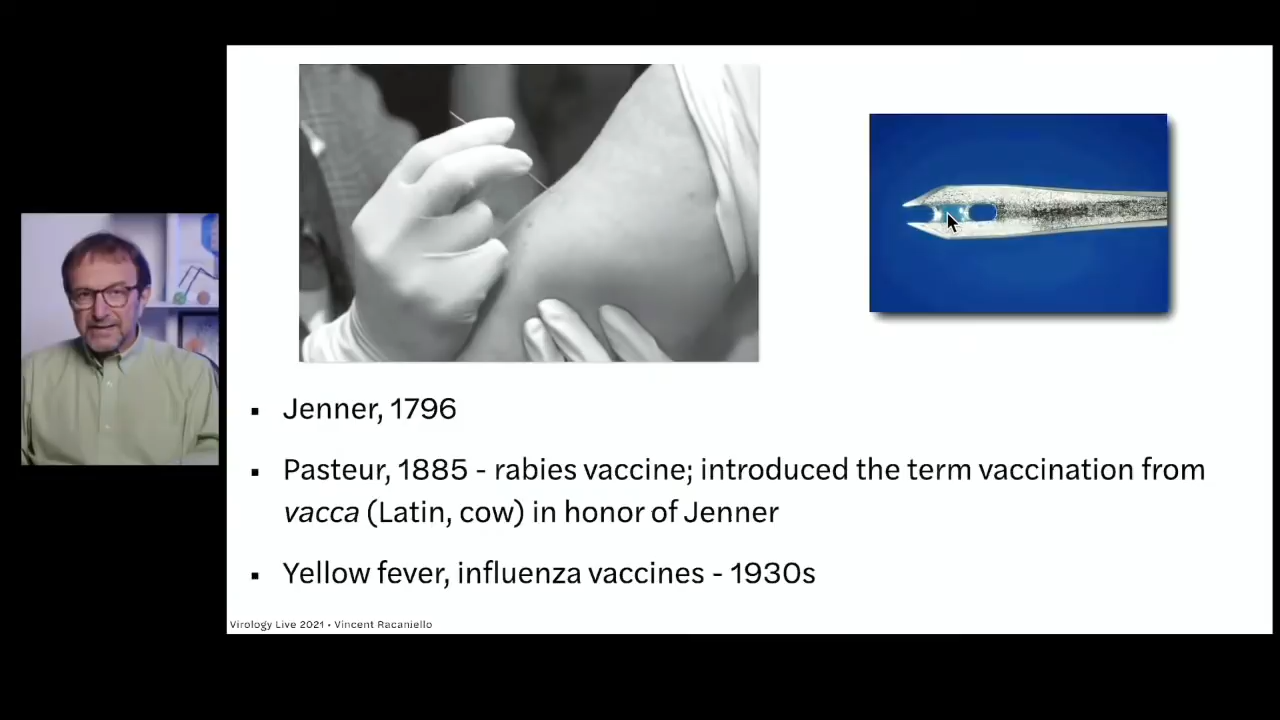 ▪ Jenner, 1796
▪ Pasteur, 1885 - rabies vaccine; introduced the term vaccination from
vacca (Latin, cow) in honor of Jenner
▪ Yellow fever, influenza vaccines - 1930s
Virology Live 2021 • Vincent Racaniello